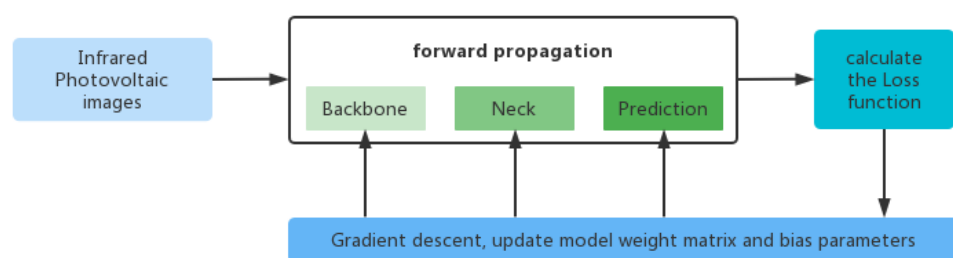 Infrared
Photovoltaic
images
forward propagation
Backbone
Neck
Prediction
calculate
the Loss
function
Gradient descent, update model weight matrix and bias parameters